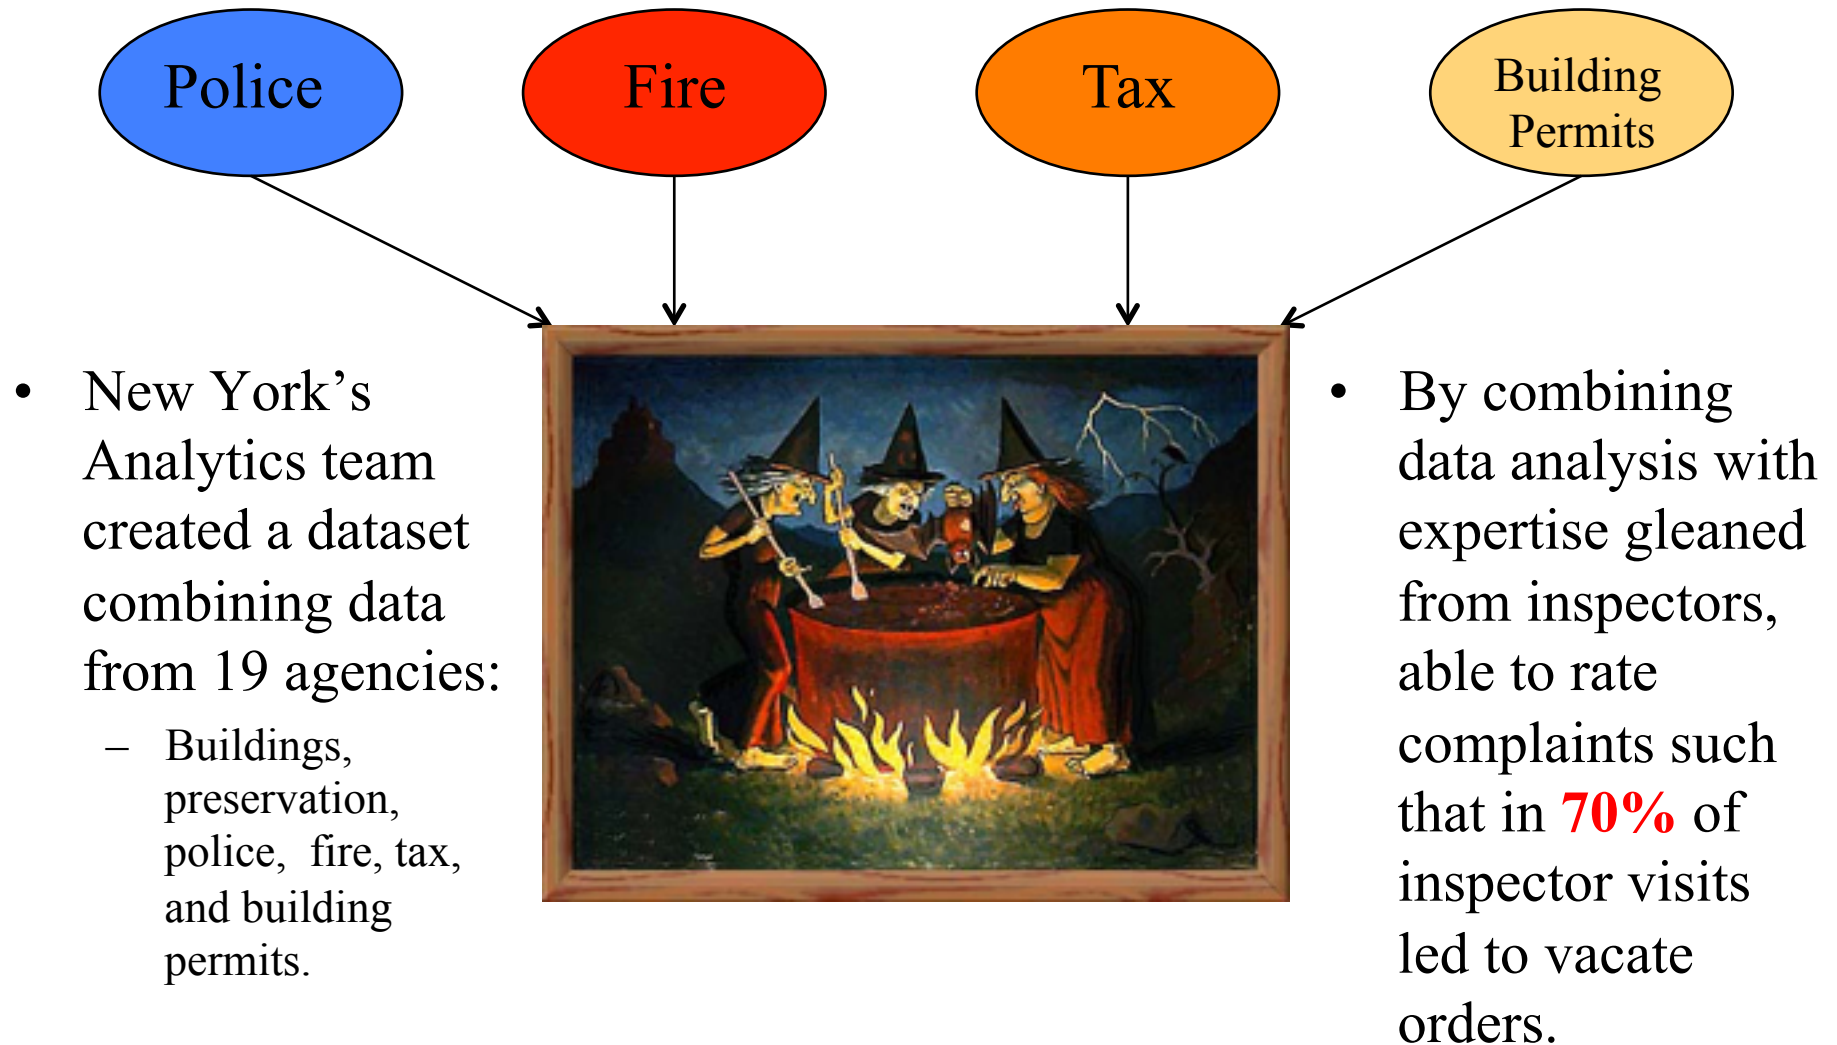 Police
Fire
Tax
Building
Permits
• New York’s
Analytics team
created a dataset
combining data
from 19 agencies:
– Buildings,
preservation,
police, fire, tax,
and building
permits.
• By combining
data analysis with
expertise gleaned
from inspectors,
able to rate
complaints such
that in 70% of
inspector visits
led to vacate
orders.